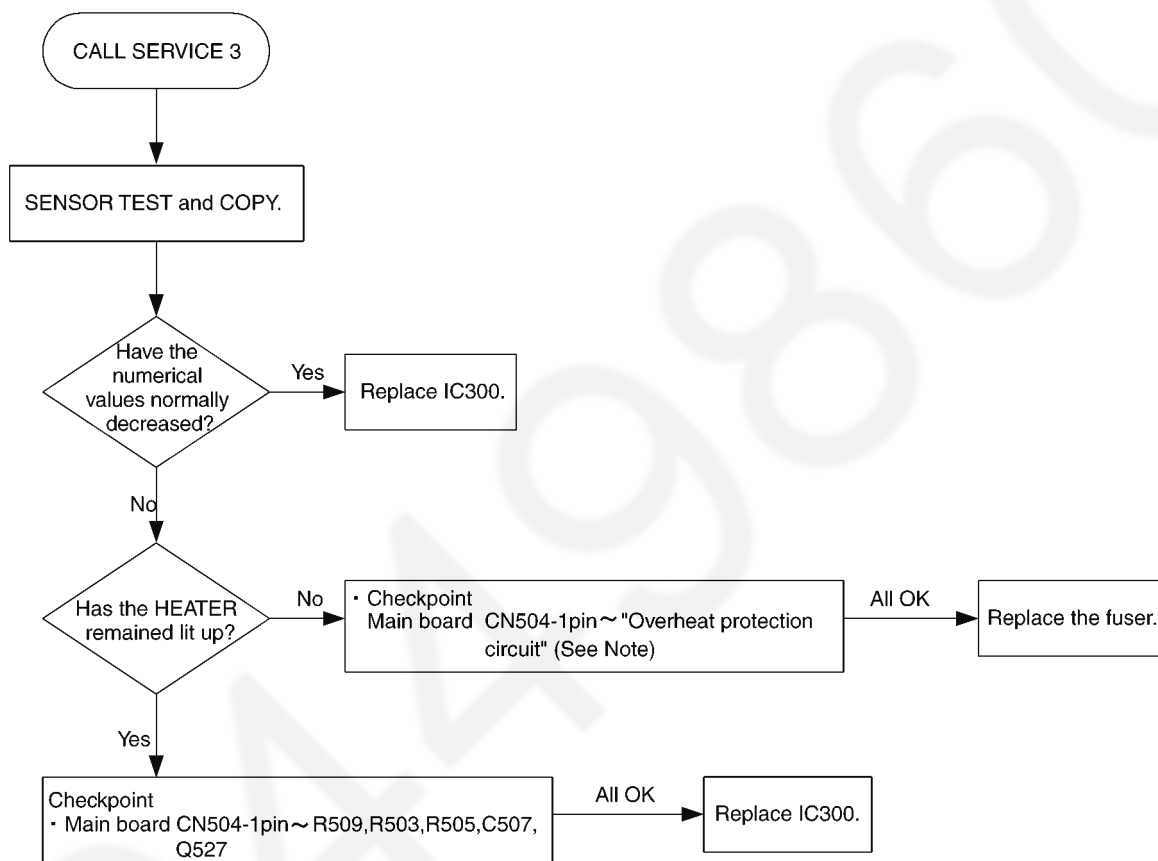 CALL SERVICE 3
SENSOR TEST and COPY.
Have the
numerical
values normally
decreased?
Yes
Replace IC300.
No
Has the HEATER
remained lit up?
No
・Checkpoint
Main board CN504-1pin～"Overheat protection
circuit" (See Note)
All OK
Replace the fuser.
Yes
Checkpoint
・Main board CN504-1pin～R509,R503,R505,C507,
Q527
All OK
Replace IC300.